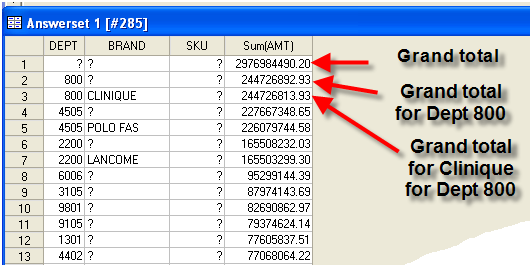 Answerset 1 [#285]
DEPT BRAND SKU Sum(AMT)
1 ? ? ? 2976984490.20
2 800 ? ? 244726892.93
3 800 CLINIQUE ? 244726813.93
4 4505 ? ? 227667348.65
5 4505 POLO FAS ? 226079744.58
6 2200 ? ? 165508232.03
7 2200 LANCOME ? 165503299.30
8 6006 ? ? 95299144.39
9 3105 ? ? 87974143.69
10 9801 ? ? 82690862.97
11 9105 ? ? 79374624.14
12 1301 ? ? 77605837.51
13 4402 ? ? 77068064.22
Grand total
Grand total
for Dept 800
Grand total
for Clinique
for Dept 800